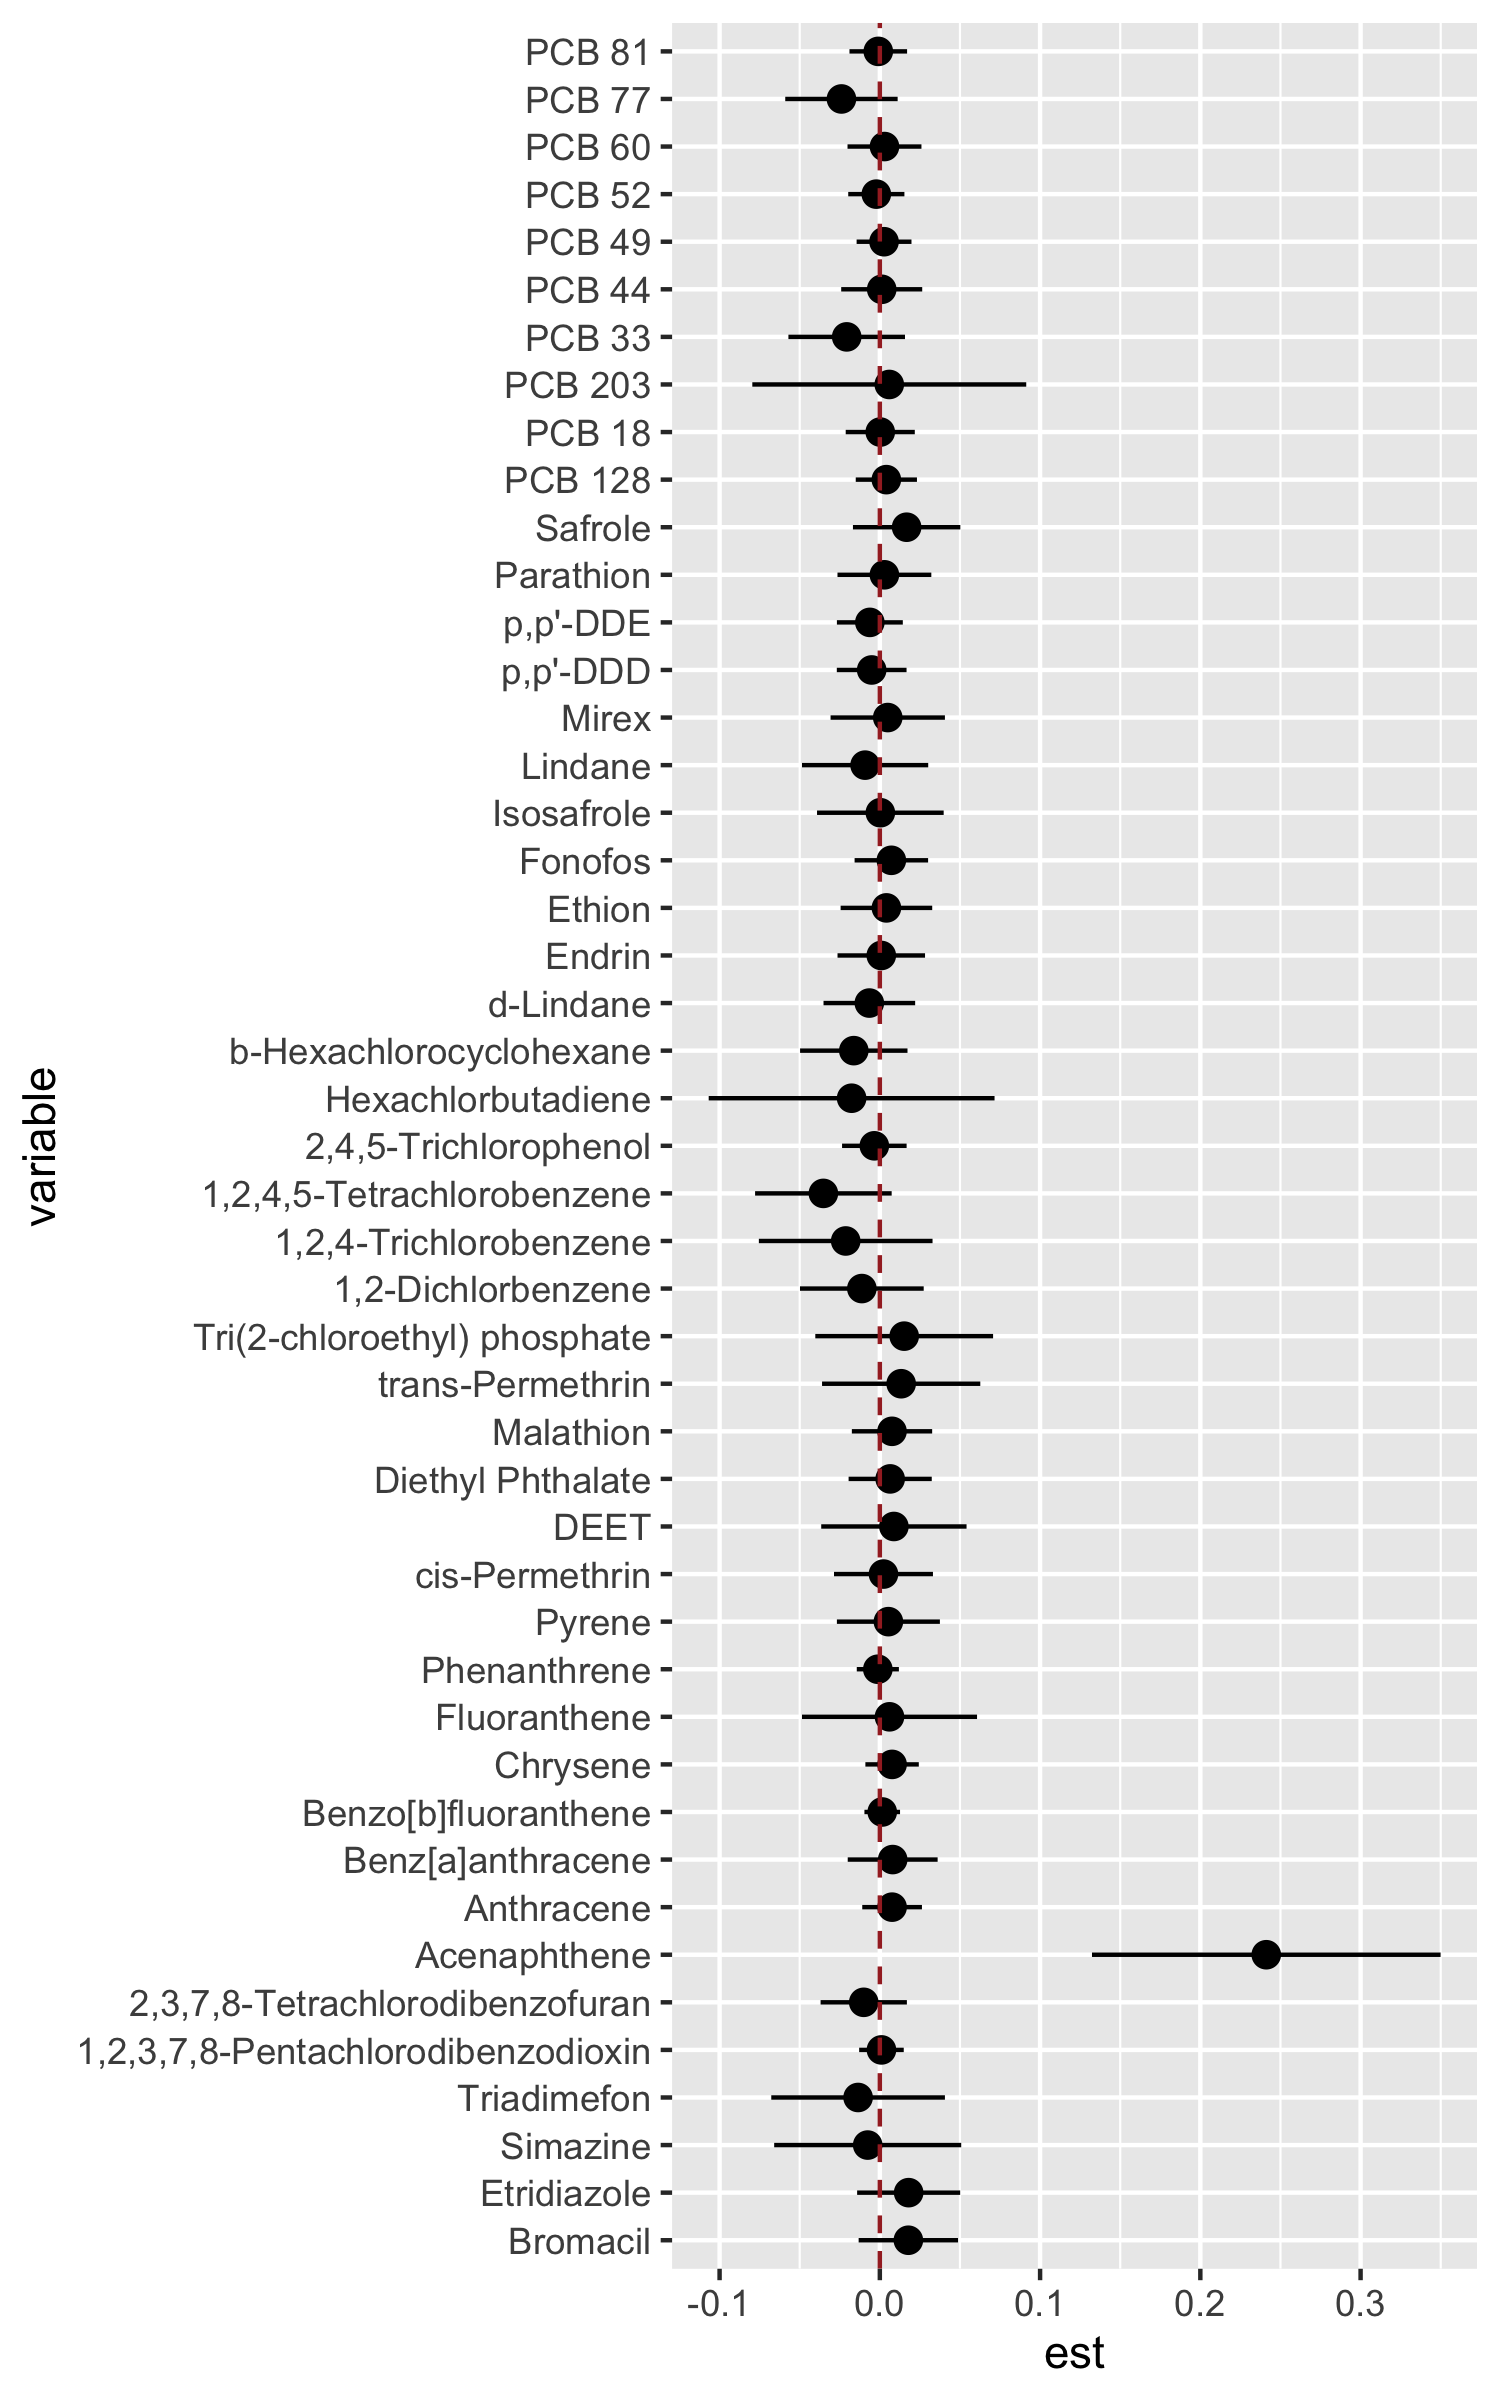 PCB 81
PCB 77
PCB 60
PCB 52
PCB 49
PCB 44
PCB 33
PCB 203
PCB 18
PCB 128
Safrole
Parathion
p,p'-DDE
p,p'-DDD
Mirex
Lindane
Isosafrole
Fonofos
Ethion
Endrin
d-Lindane
b-Hexachlorocyclohexane
Hexachlorbutadiene
2,4,5-Trichlorophenol
1,2,4,5-Tetrachlorobenzene
1,2,4-Trichlorobenzene
1,2-Dichlorbenzene
Tri(2-chloroethyl) phosphate
trans-Permethrin
Malathion
Diethyl Phthalate
DEET
cis-Permethrin
Pyrene
Phenanthrene
Fluoranthene
Chrysene
Benzo[b]fluoranthene
Benz[a]anthracene
Anthracene
Acenaphthene
2,3,7,8-Tetrachlorodibenzofuran
1,2,3,7,8-Pentachlorodibenzodioxin
Triadimefon
Simazine
Etridiazole
Bromacil
variable
-0.1 0.0 0.1 0.2 0.3
est